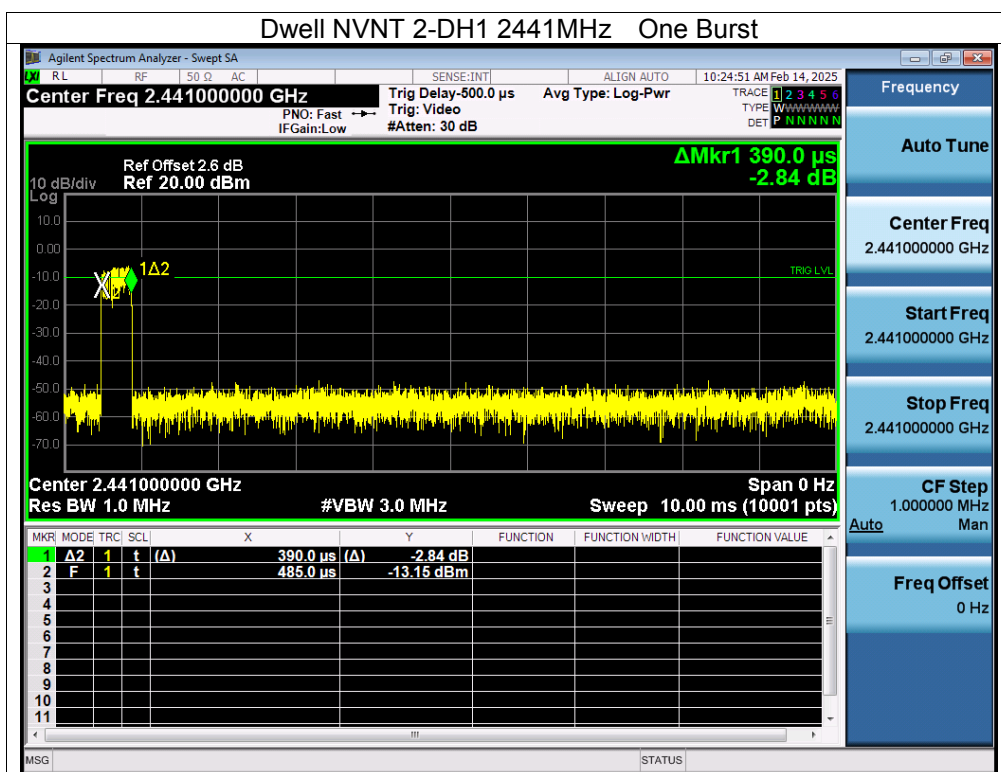 Dwell NVNT 2-DH1 2441MHz One Burst
Agilent Spectrum Analyzer - Swept SA
LXI RL RF 50 Ω AC SENSE:INT ALIGN AUTO 10:24:51 AM Feb 14, 2025
Center Freq 2.441000000 GHz
PNO: Fast
IFGain:Low
Trig Delay-500.0 µs
Trig: Video
#Atten: 30 dB
Avg Type: Log-Pwr
TRACE 1 2 3 4 5 6
TYPE WWWWWWW
DET P N N N N N
ΔMkr1 390.0 µs
-2.84 dB
Ref Offset 2.6 dB
10 dB/div Ref 20.00 dBm
Log
10.0
0.00
-10.0
-20.0
-30.0
-40.0
-50.0
-60.0
-70.0
1Δ2
X2
TRIG LVL
Center 2.441000000 GHz Span 0 Hz
Res BW 1.0 MHz #VBW 3.0 MHz Sweep 10.00 ms (10001 pts)
MKR MODE TRC SCL X Y FUNCTION FUNCTION WIDTH FUNCTION VALUE
1 Δ2 1 t (Δ) 390.0 µs (Δ) -2.84 dB
2 F 1 t 485.0 µs -13.15 dBm
3
4
5
6
7
8
9
10
11
MSG STATUS
Frequency
Auto Tune
Center Freq
2.441000000 GHz
Start Freq
2.441000000 GHz
Stop Freq
2.441000000 GHz
CF Step
1.000000 MHz
Auto Man
Freq Offset
0 Hz